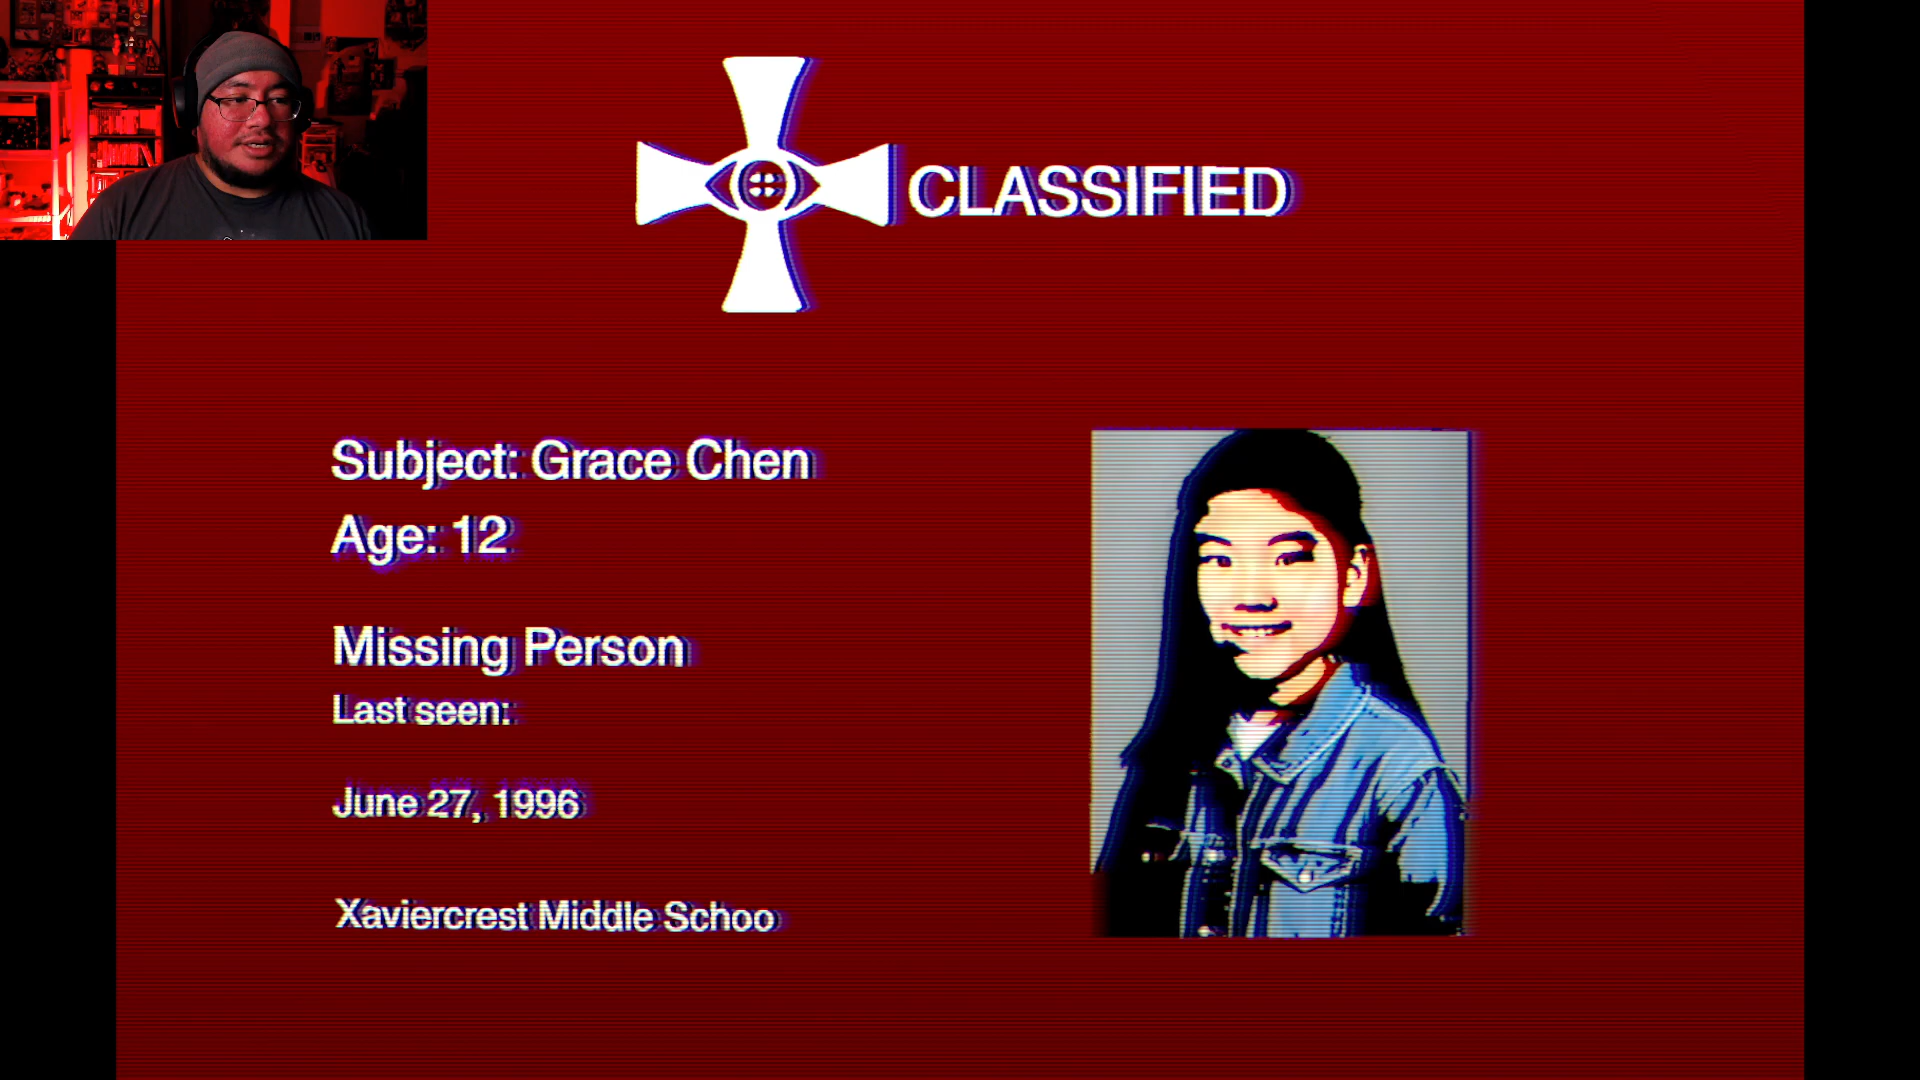 CLASSIFIED
Subject: Grace Chen
Age: 12
Missing Person
Last seen:
June 27, 1996
Xaviercrest Middle Schoo